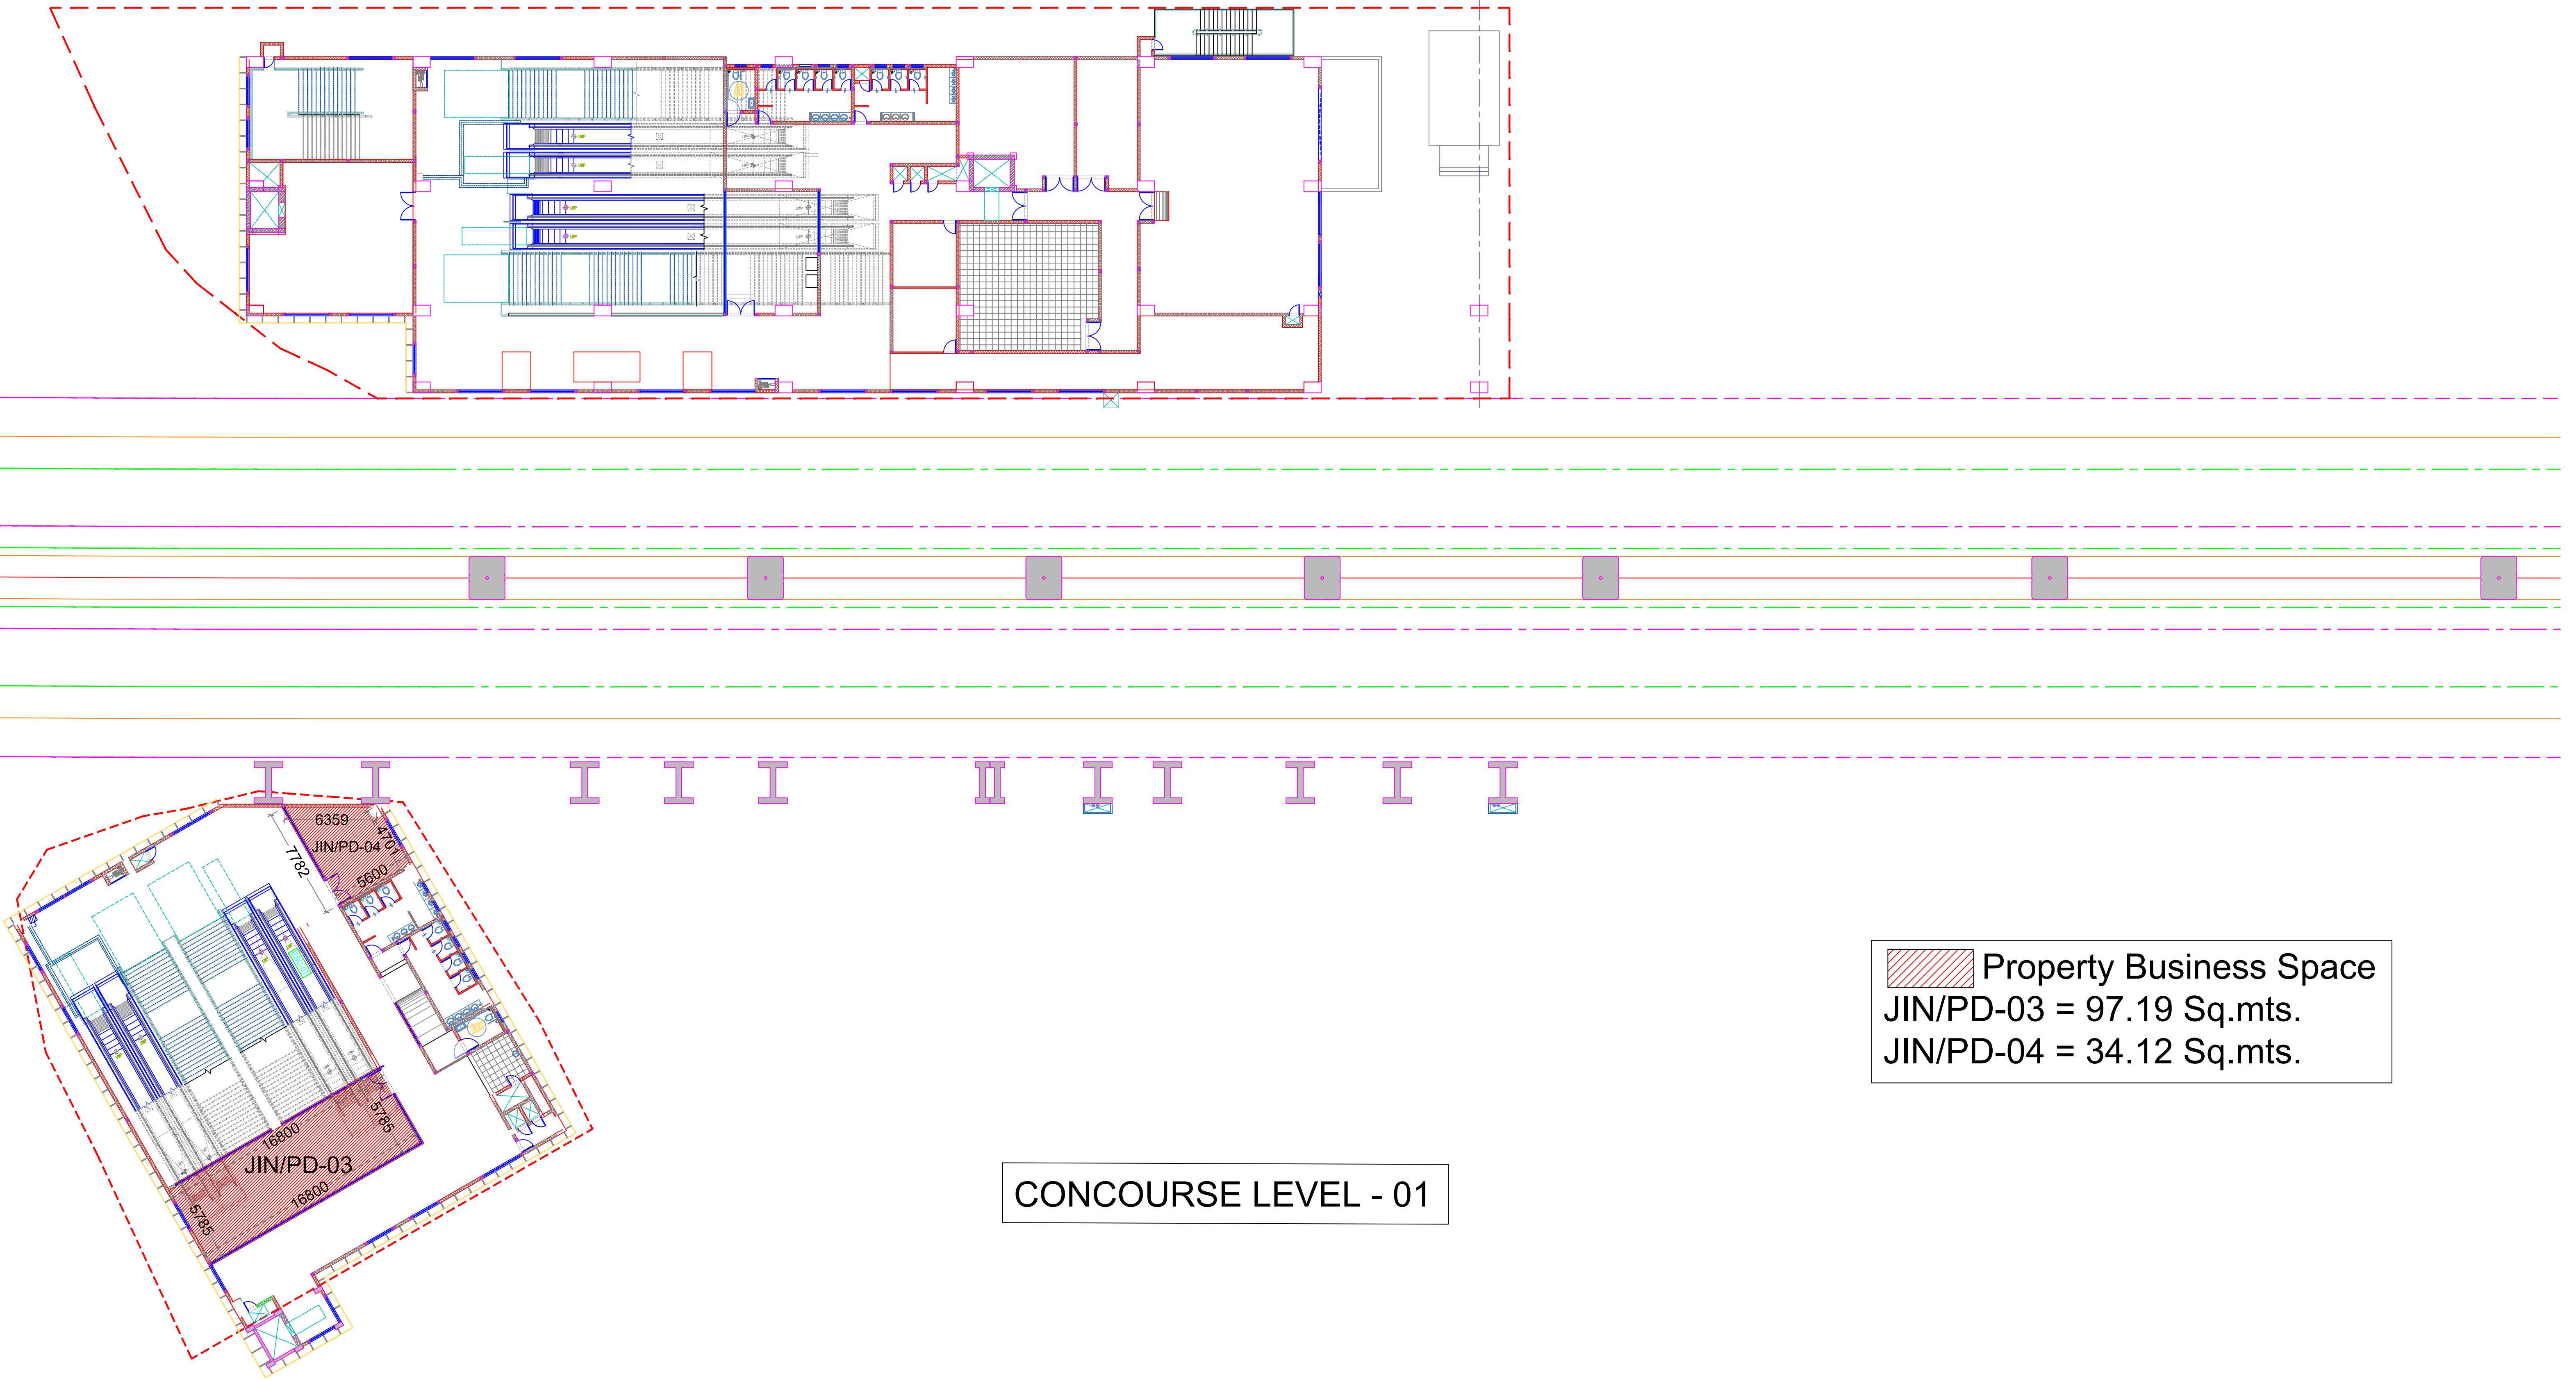 6359
4701
JIN/PD-04
7782
5600
Property Business Space
JIN/PD-03 = 97.19 Sq.mts.
JIN/PD-04 = 34.12 Sq.mts.
5785
16800
JIN/PD-03
16800
5785
CONCOURSE LEVEL - 01